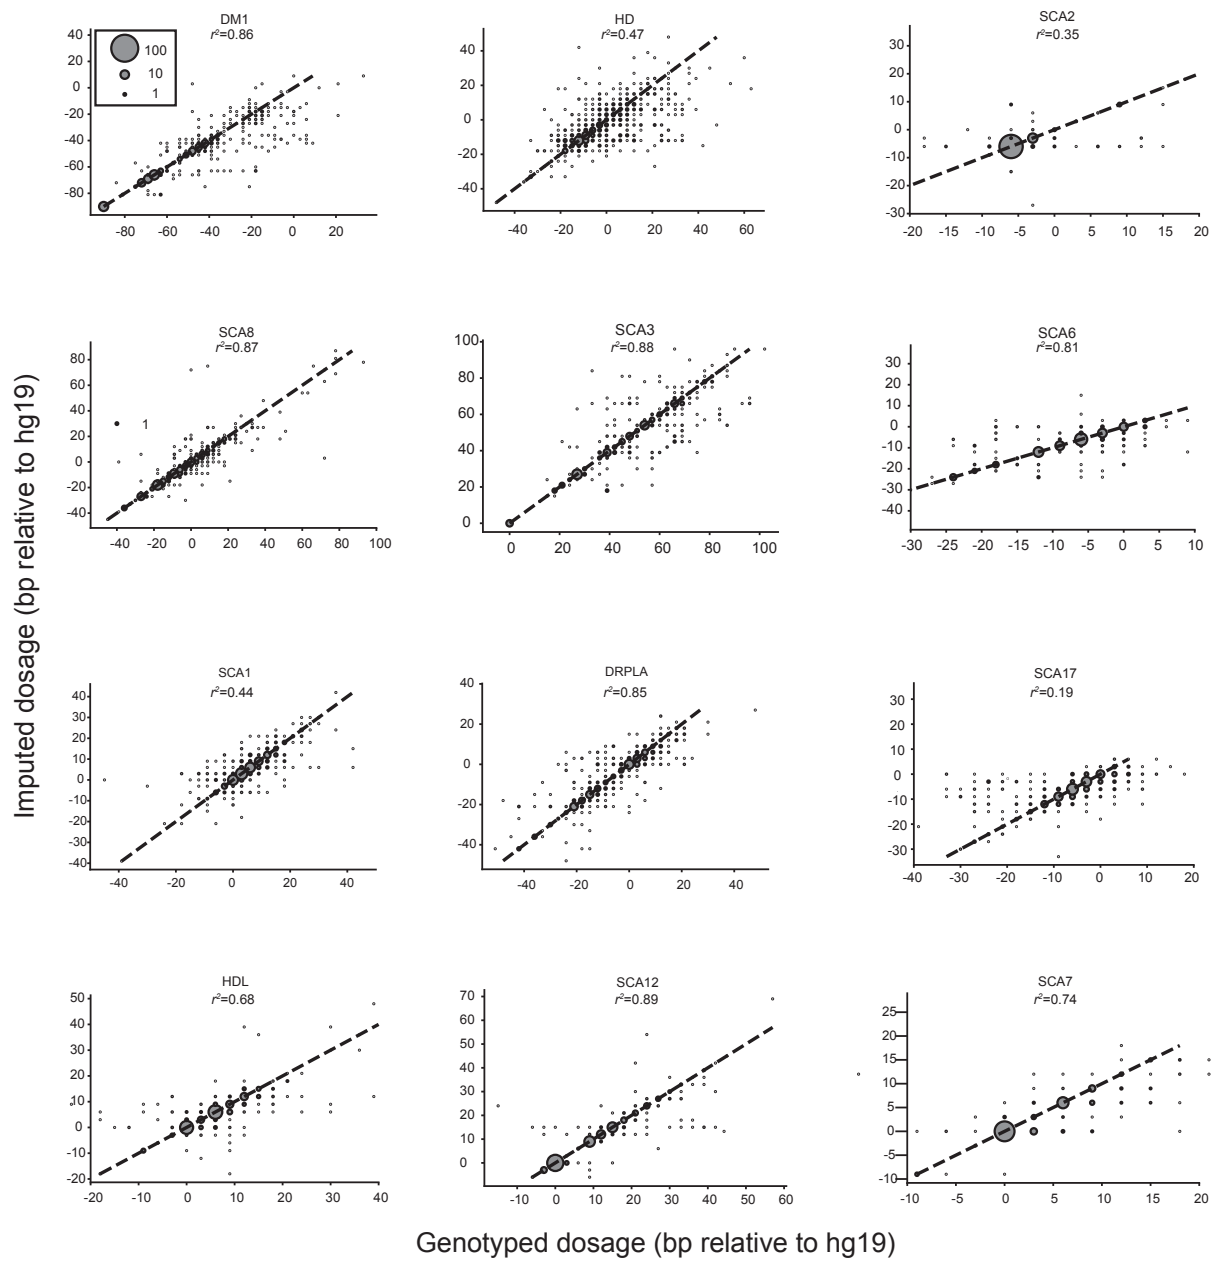 DM1
r²=0.86
40
20
0
-20
-40
-60
-80
100
10
1
-80 -60 -40 -20 0 20
HD
r²=0.47
40
20
0
-20
-40
-40 -20 0 20 40 60
SCA2
r²=0.35
30
20
10
0
-10
-20
-30
-20 -15 -10 -5 0 5 10 15 20
SCA8
r²=0.87
80
60
40
20
0
-20
-40
1
-40 -20 0 20 40 60 80 100
SCA3
r²=0.88
100
80
60
40
20
0
0 20 40 60 80 100
SCA6
r²=0.81
30
20
10
0
-10
-20
-30
-40
-30 -25 -20 -15 -10 -5 0 5 10
Imputed dosage (bp relative to hg19)
SCA1
r²=0.44
40
30
20
10
0
-10
-20
-30
-40
-40 -20 0 20 40
DRPLA
r²=0.85
40
20
0
-20
-40
-40 -20 0 20 40
SCA17
r²=0.19
30
20
10
0
-10
-20
-30
-40 -30 -20 -10 0 10 20
HDL
r²=0.68
50
40
30
20
10
0
-10
-20
-20 -10 0 10 20 30 40
SCA12
r²=0.89
70
60
50
40
30
20
10
0
-10 0 10 20 30 40 50 60
SCA7
r²=0.74
25
20
15
10
5
0
-5
-10
-10 -5 0 5 10 15 20
Genotyped dosage (bp relative to hg19)